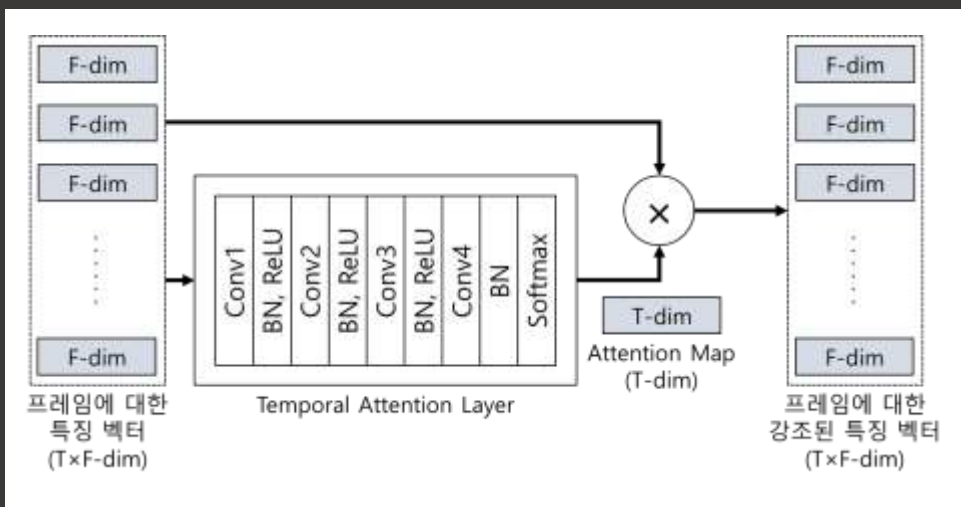 F-dim
F-dim
F-dim
F-dim
프레임에 대한
특징 벡터
(T×F-dim)
Conv1
BN, ReLU
Conv2
BN, ReLU
Conv3
BN, ReLU
Conv4
BN
Softmax
Temporal Attention Layer
×
T-dim
Attention Map
(T-dim)
F-dim
F-dim
F-dim
F-dim
프레임에 대한
강조된 특징 벡터
(T×F-dim)